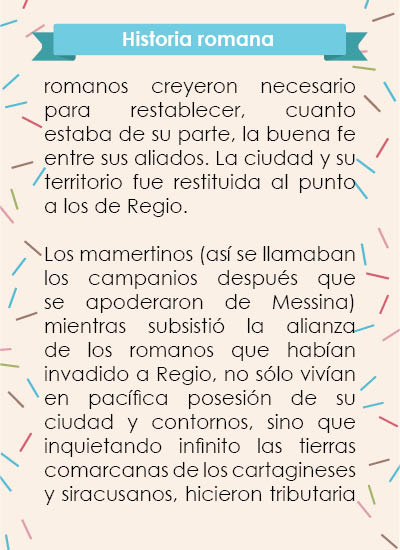 Historia romana
romanos creyeron necesario
para restablecer, cuanto
estaba de su parte, la buena fe
entre sus aliados. La ciudad y su
territorio fue restituida al punto
a los de Regio.
Los mamertinos (así se llamaban
los campanios después que
se apoderaron de Messina)
mientras subsistió la alianza
de los romanos que habían
invadido a Regio, no sólo vivían
en pacífica posesión de su
ciudad y contornos, sino que
inquietando infinito las tierras
comarcanas de los cartagineses
y siracusanos, hicieron tributaria